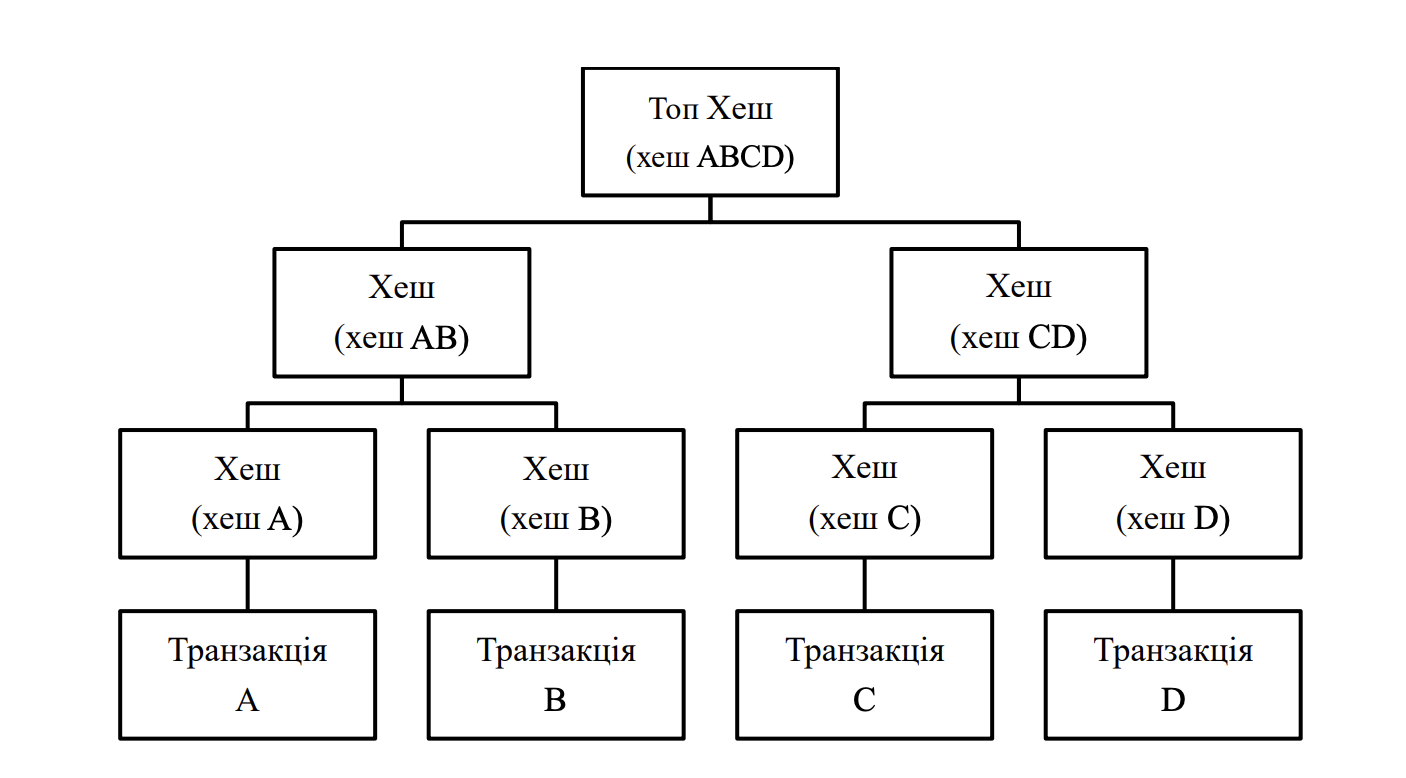 Топ Хеш
(хеш ABCD)
Хеш
(хеш AB)
Хеш
(хеш CD)
Хеш
(хеш A)
Хеш
(хеш B)
Хеш
(хеш C)
Хеш
(хеш D)
Транзакція
A
Транзакція
B
Транзакція
C
Транзакція
D